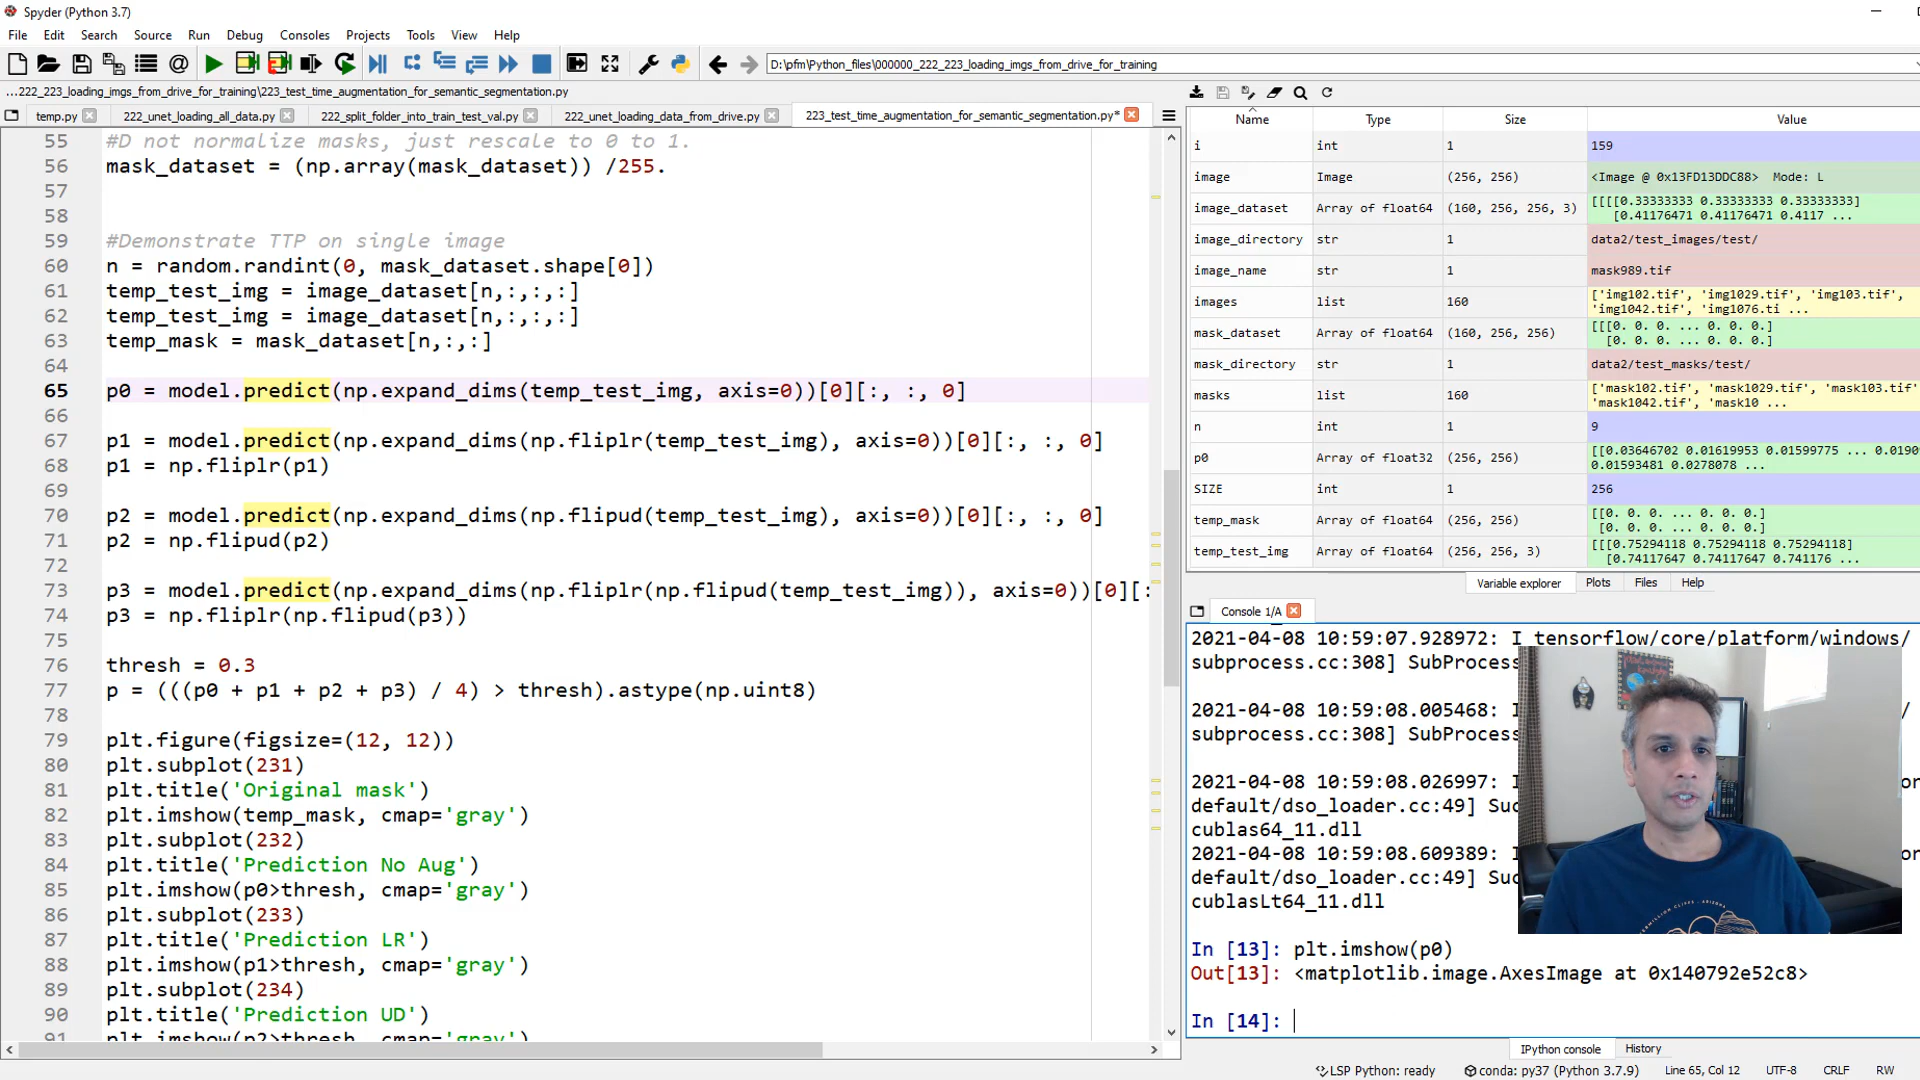 Spyder (Python 3.7)
File Edit Search Source Run Debug Consoles Projects Tools View Help
D:\pfm\Python_files\000000_222_223_loading_imgs_from_drive_for_training
...222_223_loading_imgs_from_drive_for_training\223_test_time_augmentation_for_semantic_segmentation.py
temp.py 222_unet_loading_all_data.py 222_split_folder_into_train_test_val.py 222_unet_loading_data_from_drive.py 223_test_time_augmentation_for_semantic_segmentation.py*
55 #D not normalize masks, just rescale to 0 to 1.
56 mask_dataset = (np.array(mask_dataset)) /255.
57
58
59 #Demonstrate TTP on single image
60 n = random.randint(0, mask_dataset.shape[0])
61 temp_test_img = image_dataset[n,:,:,:]
62 temp_test_img = image_dataset[n,:,:,:]
63 temp_mask = mask_dataset[n,:,:]
64
65 p0 = model.predict(np.expand_dims(temp_test_img, axis=0))[0][:, :, 0]
66
67 p1 = model.predict(np.expand_dims(np.fliplr(temp_test_img), axis=0))[0][:, :, 0]
68 p1 = np.fliplr(p1)
69
70 p2 = model.predict(np.expand_dims(np.flipud(temp_test_img), axis=0))[0][:, :, 0]
71 p2 = np.flipud(p2)
72
73 p3 = model.predict(np.expand_dims(np.fliplr(np.flipud(temp_test_img)), axis=0))[0][:
74 p3 = np.fliplr(np.flipud(p3))
75
76 thresh = 0.3
77 p = (((p0 + p1 + p2 + p3) / 4) > thresh).astype(np.uint8)
78
79 plt.figure(figsize=(12, 12))
80 plt.subplot(231)
81 plt.title('Original mask')
82 plt.imshow(temp_mask, cmap='gray')
83 plt.subplot(232)
84 plt.title('Prediction No Aug')
85 plt.imshow(p0>thresh, cmap='gray')
86 plt.subplot(233)
87 plt.title('Prediction LR')
88 plt.imshow(p1>thresh, cmap='gray')
89 plt.subplot(234)
90 plt.title('Prediction UD')
91 plt.imshow(p2>thresh, cmap='gray')
Name Type Size Value
i int 1 159
image Image (256, 256) <Image @ 0x13FD13DDC88> Mode: L
image_dataset Array of float64 (160, 256, 256, 3) [[[[0.33333333 0.33333333 0.33333333]
[0.41176471 0.41176471 0.4117 ...
image_directory str 1 data2/test_images/test/
image_name str 1 mask989.tif
images list 160 ['img102.tif', 'img1029.tif', 'img103.tif',
'img1042.tif', 'img1076.ti ...
mask_dataset Array of float64 (160, 256, 256) [[[0. 0. 0. ... 0. 0. 0.]
[0. 0. 0. ... 0. 0. 0.]
mask_directory str 1 data2/test_masks/test/
masks list 160 ['mask102.tif', 'mask1029.tif', 'mask103.tif',
'mask1042.tif', 'mask10 ...
n int 1 9
p0 Array of float32 (256, 256) [[0.03646702 0.01619953 0.01599775 ... 0.0190
0.01593481 0.0278078 ...
SIZE int 1 256
temp_mask Array of float64 (256, 256) [[0. 0. 0. ... 0. 0. 0.]
[0. 0. 0. ... 0. 0. 0.]
temp_test_img Array of float64 (256, 256, 3) [[[0.75294118 0.75294118 0.75294118]
[0.74117647 0.74117647 0.741176 ...
Variable explorer Plots Files Help
Console 1/A
2021-04-08 10:59:07.928972: I tensorflow/core/platform/windows/
subprocess.cc:308] SubProcess
2021-04-08 10:59:08.005468: I
subprocess.cc:308] SubProcess
2021-04-08 10:59:08.026997: I
default/dso_loader.cc:49] Suc
cublas64_11.dll
2021-04-08 10:59:08.609389: I
default/dso_loader.cc:49] Suc
cublasLt64_11.dll
In [13]: plt.imshow(p0)
Out[13]: <matplotlib.image.AxesImage at 0x140792e52c8>
In [14]:
IPython console History
LSP Python: ready conda: py37 (Python 3.7.9) Line 65, Col 12 UTF-8 CRLF RW